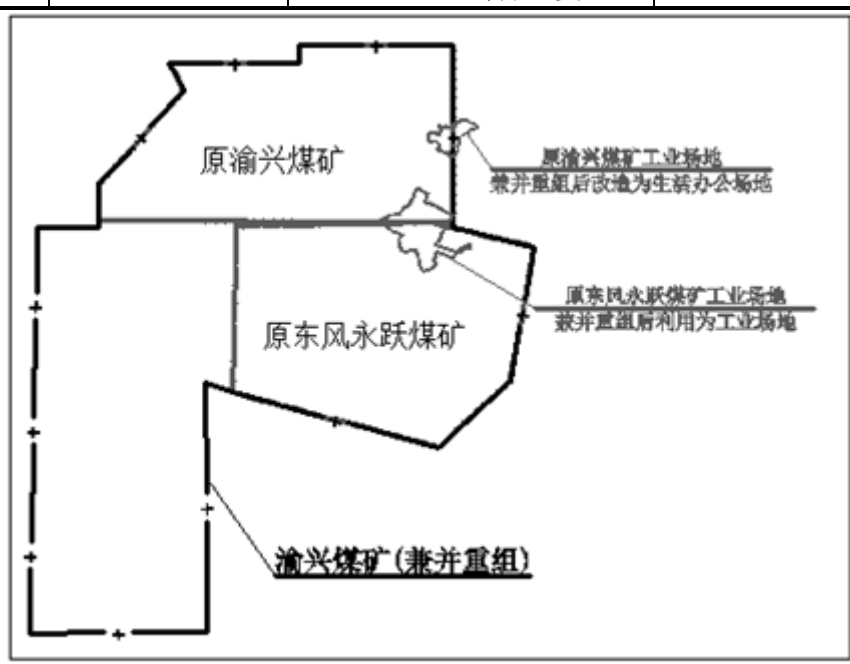 原渝兴煤矿
原渝兴煤矿工业场地
兼并重组后改造为生活办公场地
原东风永跃煤矿工业场地
兼并重组后利用为工业场地
原东风永跃煤矿
渝兴煤矿(兼并重组)